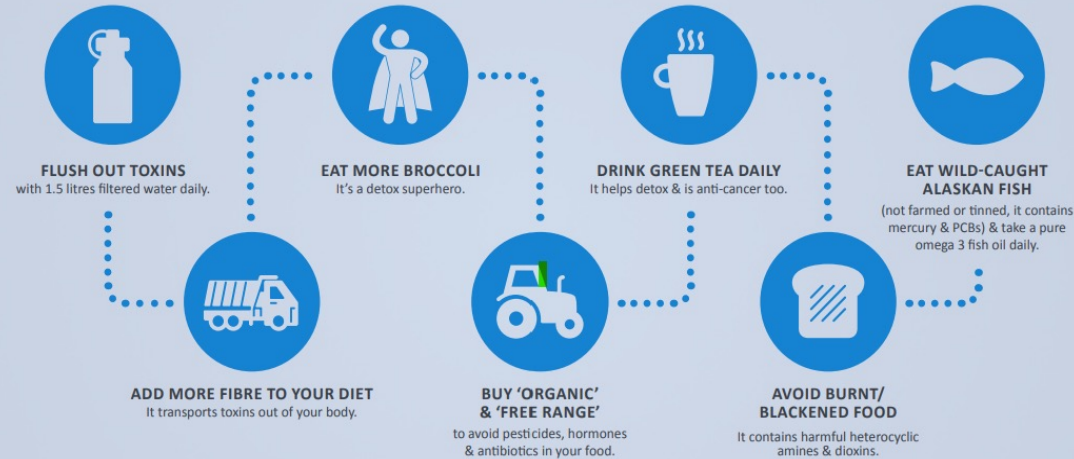 FLUSH OUT TOXINS
with 1.5 litres filtered water daily.
ADD MORE FIBRE TO YOUR DIET
It transports toxins out of your body.
EAT MORE BROCCOLI
It's a detox superhero.
BUY 'ORGANIC'
& 'FREE RANGE'
to avoid pesticides, hormones
& antibiotics in your food.
DRINK GREEN TEA DAILY
It helps detox & is anti-cancer too.
AVOID BURNT/
BLACKENED FOOD
It contains harmful heterocyclic
amines & dioxins.
EAT WILD-CAUGHT
ALASKAN FISH
(not farmed or tinned, it contains
mercury & PCBs) & take a pure
omega 3 fish oil daily.